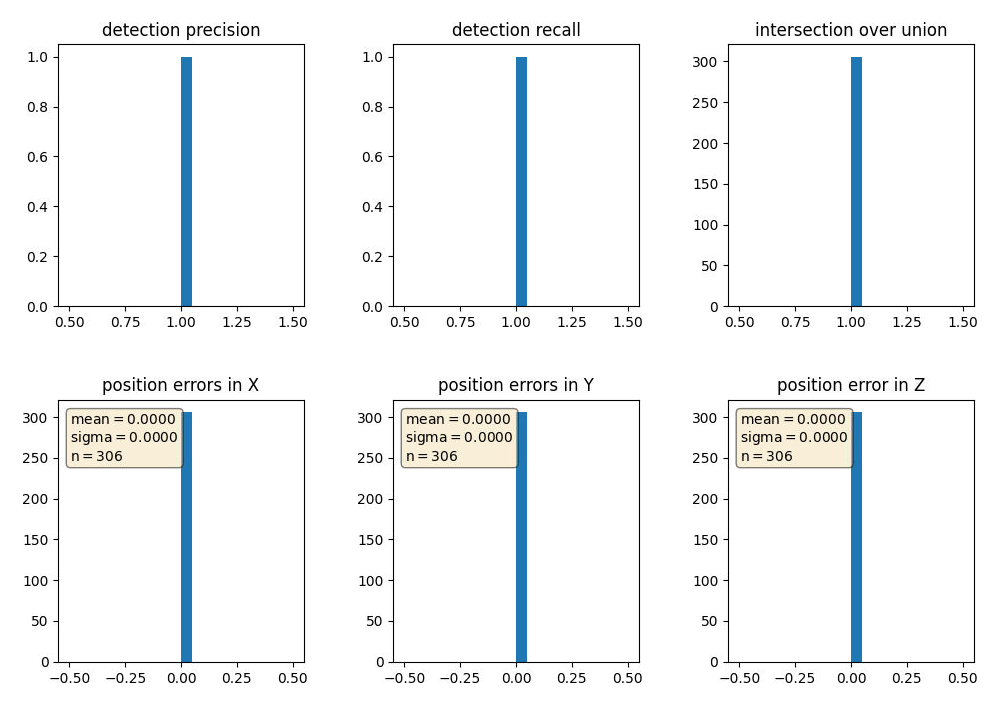 detection precision
detection recall
intersection over union
1.0
0.8
0.6
0.4
0.2
0.0
0.50 0.75 1.00 1.25 1.50
1.0
0.8
0.6
0.4
0.2
0.0
0.50 0.75 1.00 1.25 1.50
300
250
200
150
100
50
0
0.50 0.75 1.00 1.25 1.50
position errors in X
position errors in Y
position error in Z
300
250
200
150
100
50
0
mean = 0.0000
sigma = 0.0000
n = 306
−0.50 −0.25 0.00 0.25 0.50
300
250
200
150
100
50
0
mean = 0.0000
sigma = 0.0000
n = 306
−0.50 −0.25 0.00 0.25 0.50
300
250
200
150
100
50
0
mean = 0.0000
sigma = 0.0000
n = 306
−0.50 −0.25 0.00 0.25 0.50